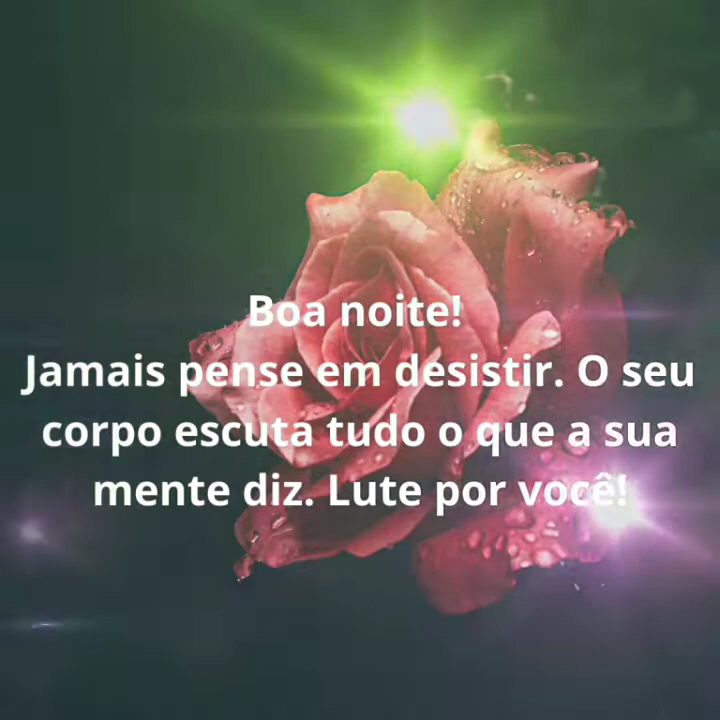 Boa noite!
Jamais pense em desistir. O seu
corpo escuta tudo o que a sua
mente diz. Lute por você!